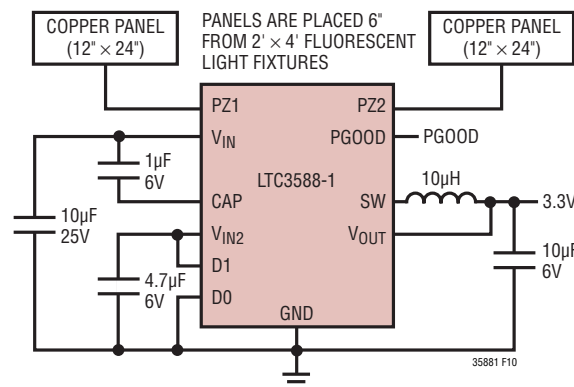 COPPER PANEL
(12" × 24")
PANELS ARE PLACED 6"
FROM 2' × 4' FLUORESCENT
LIGHT FIXTURES
COPPER PANEL
(12" × 24")
PZ1
PZ2
VIN
PGOOD
PGOOD
1µF
6V
LTC3588-1
10µH
CAP
SW
3.3V
10µF
25V
VIN2
VOUT
4.7µF
6V
D1
10µF
6V
D0
GND
35881 F10